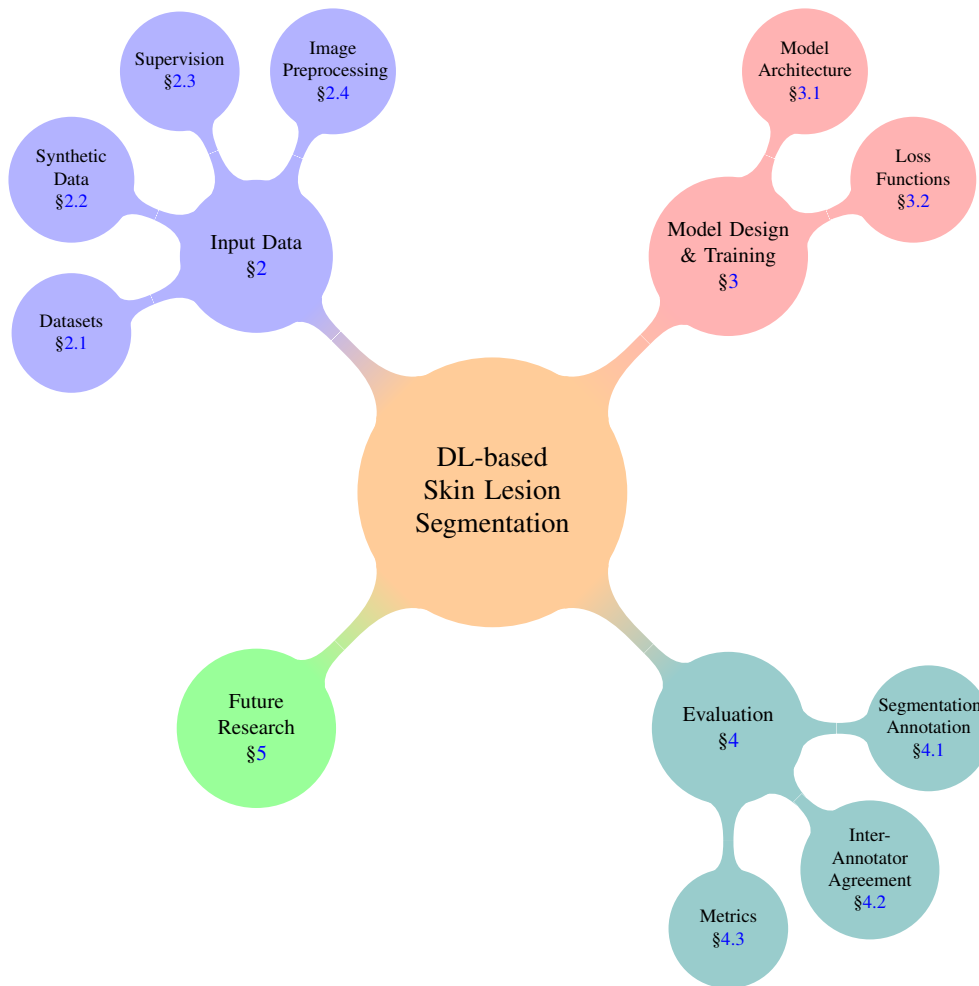 Supervision
§2.3
Image
Preprocessing
§2.4
Synthetic
Data
§2.2
Input Data
§2
Datasets
§2.1
Model
Architecture
§3.1
Loss
Functions
§3.2
Model Design
& Training
§3
DL-based
Skin Lesion
Segmentation
Future
Research
§5
Evaluation
§4
Segmentation
Annotation
§4.1
Inter-
Annotator
Agreement
§4.2
Metrics
§4.3